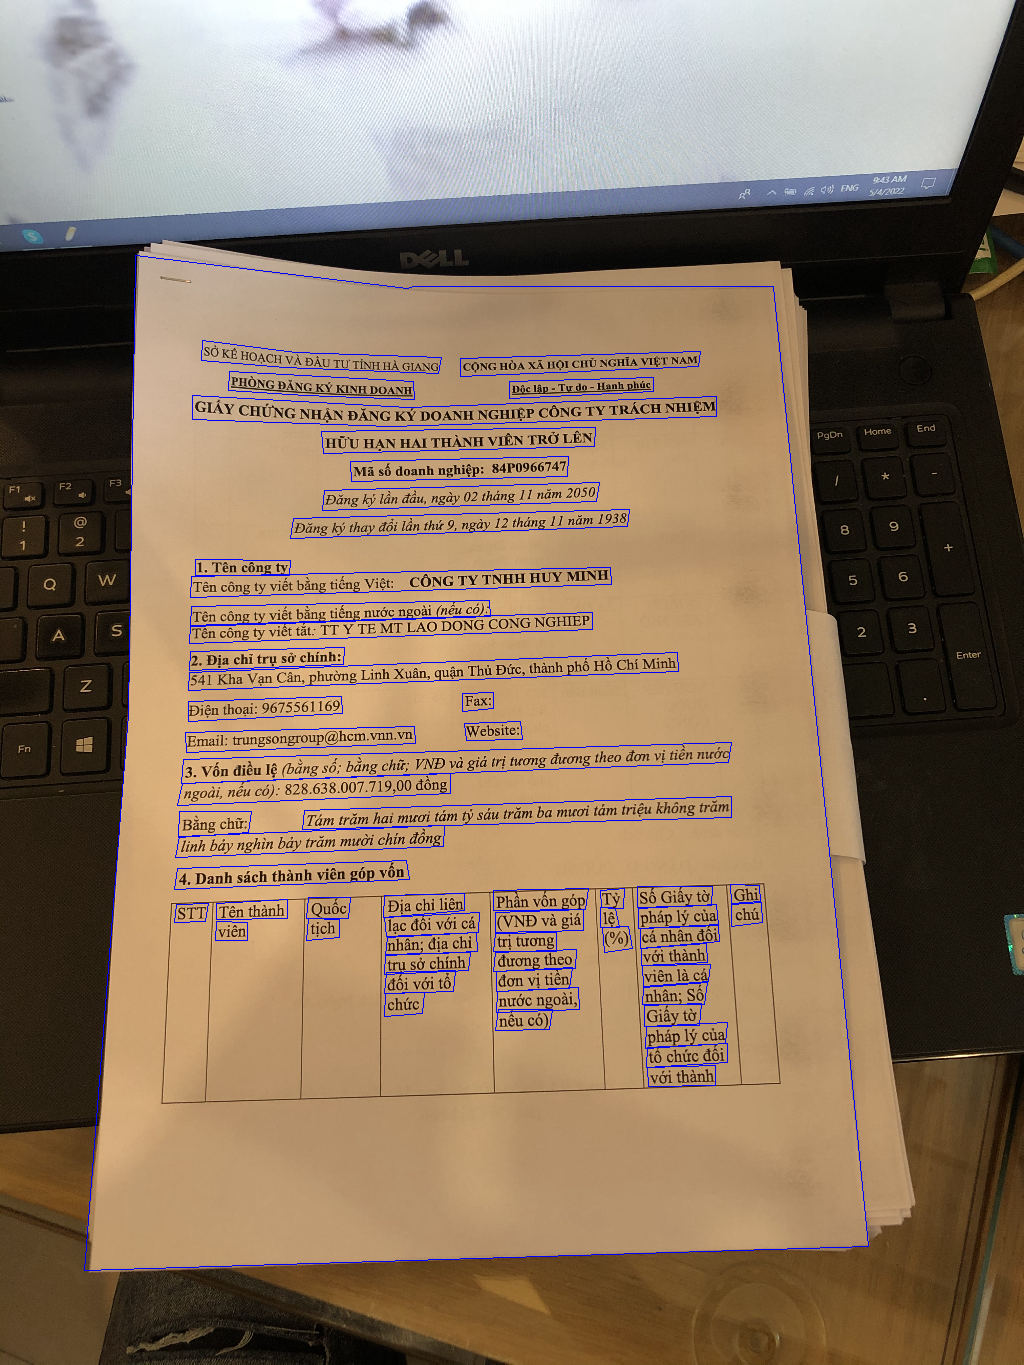 ENG
9:43 AM
5/4/2022
DELL
SỞ KẾ HOẠCH VÀ ĐẦU TƯ TỈNH HÀ GIANG
CỘNG HÒA XÃ HỘI CHỦ NGHĨA VIỆT NAM
PHÒNG ĐĂNG KÝ KINH DOANH
Độc lập - Tự do - Hạnh phúc
GIẤY CHỨNG NHẬN ĐĂNG KÝ DOANH NGHIỆP CÔNG TY TRÁCH NHIỆM
HỮU HẠN HAI THÀNH VIÊN TRỞ LÊN
Mã số doanh nghiệp: 84P0966747
Đăng ký lần đầu, ngày 02 tháng 11 năm 2050
Đăng ký thay đổi lần thứ 9, ngày 12 tháng 11 năm 1938
1. Tên công ty
Tên công ty viết bằng tiếng Việt: CÔNG TY TNHH HUY MINH
Tên công ty viết bằng tiếng nước ngoài (nếu có):
Tên công ty viết tắt: TT Y TE MT LAO DONG CONG NGHIEP
2. Địa chỉ trụ sở chính:
541 Kha Vạn Cân, phường Linh Xuân, quận Thủ Đức, thành phố Hồ Chí Minh
Điện thoại: 9675561169
Fax:
Email: trungsongroup@hcm.vnn.vn
Website:
3. Vốn điều lệ (bằng số; bằng chữ; VNĐ và giá trị tương đương theo đơn vị tiền nước
ngoài, nếu có): 828.638.007.719,00 đồng
Bằng chữ: Tám trăm hai mươi tám tỷ sáu trăm ba mươi tám triệu không trăm
linh bảy nghìn bảy trăm mười chín đồng
4. Danh sách thành viên góp vốn
STT
Tên thành
viên
Quốc
tịch
Địa chỉ liên
lạc đối với cá
nhân; địa chỉ
trụ sở chính
đối với tổ
chức
Phần vốn góp
(VNĐ và giá
trị tương
đương theo
đơn vị tiền
nước ngoài,
nếu có)
Tỷ
lệ
(%)
Số Giấy tờ
pháp lý của
cá nhân đối
với thành
viên là cá
nhân; Số
Giấy tờ
pháp lý của
tổ chức đối
với thành
Ghi
chú
PgDn
Home
End
F1
F2
F3
/
*
-
!
1
@
2
8
9
+
Q
W
5
6
A
S
2
3
Enter
Z
.
Fn